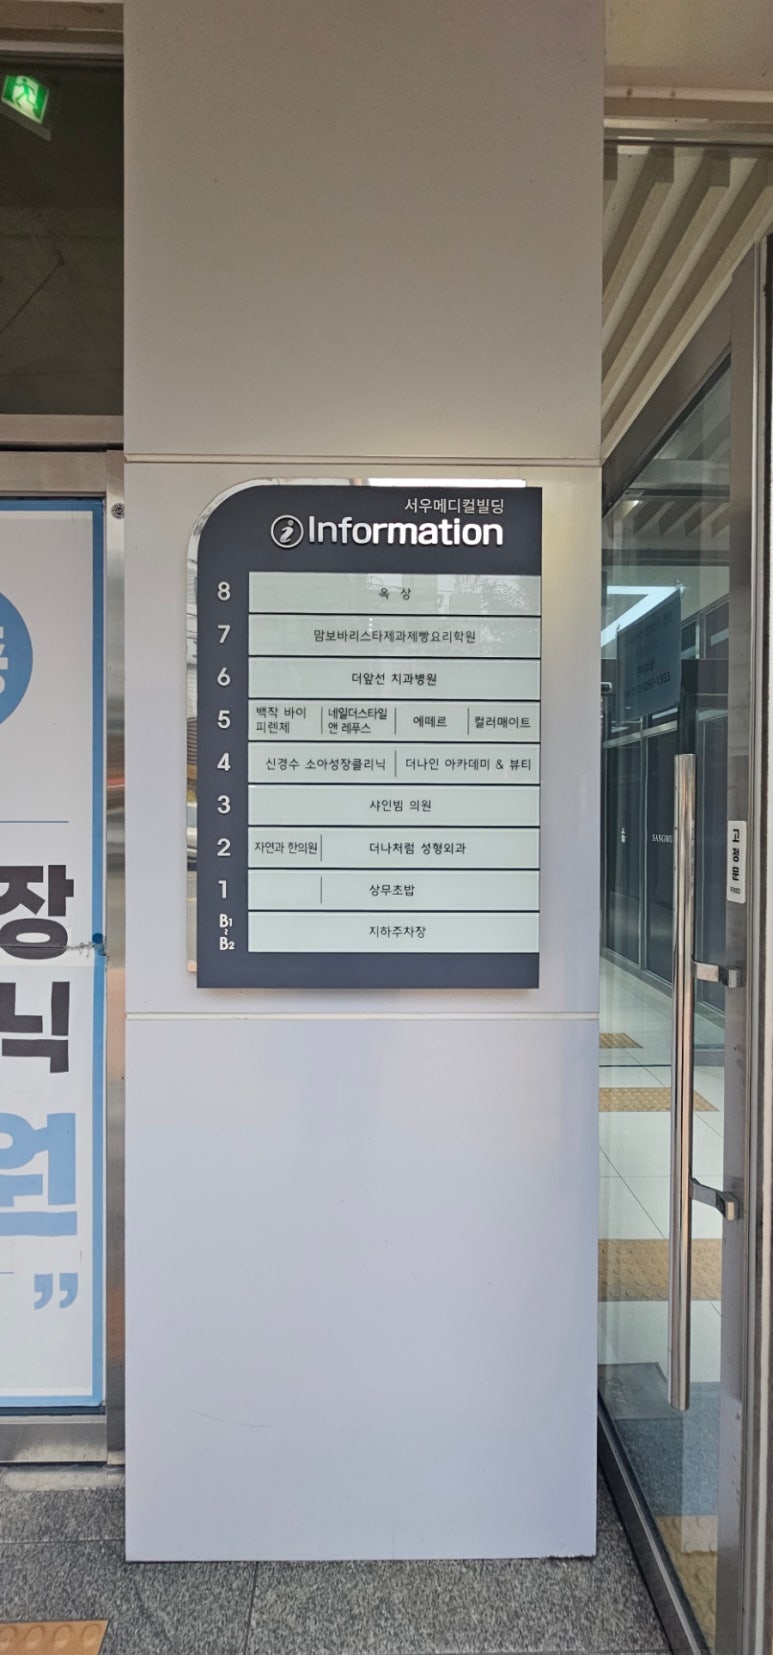 서우메디컬빌딩
i Information
8 옥 상
7 맘보바리스타제과제빵요리학원
6 더앞선 치과병원
5 백작 바이 피렌체 네일더스타일 앤 레푸스 에떼르 컬러매이트
4 신경수 소아성장클리닉 더나인 아카데미 & 뷰티
3 샤인빔 의원
2 자연과 한의원 더나처럼 성형외과
1 상무초밥
B1~B2 지하주차장
장
닉
원
”
고정문
FIXED